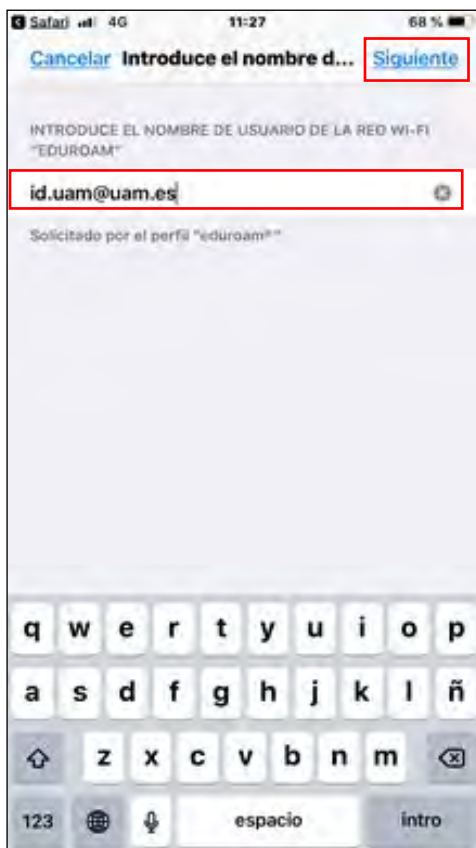 Safari 4G 11:27 68 %
Cancelar Introduce el nombre d... Siguiente
INTRODUCE EL NOMBRE DE USUARIO DE LA RED WI-FI
"EDUROAM"
id.uam@uam.es
Solicitado por el perfil "eduroam®"
q w e r t y u i o p
a s d f g h j k l ñ
z x c v b n m
123 espacio intro